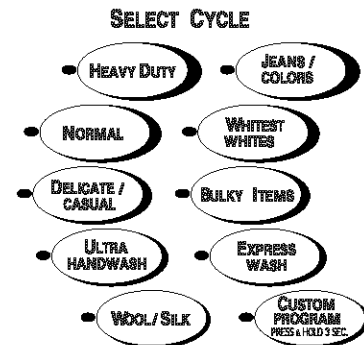 SELECT CYCLE
HEAVY DUTY
JEANS /
COLORS
NORMAL
WHITEST
WHITES
DELICATE /
CASUAL
BULKY ITEMS
ULTRA
HANDWASH
EXPRESS
WASH
WOOL/ SILK
CUSTOM
PROGRAM
PRESS & HOLD 3 SEC.